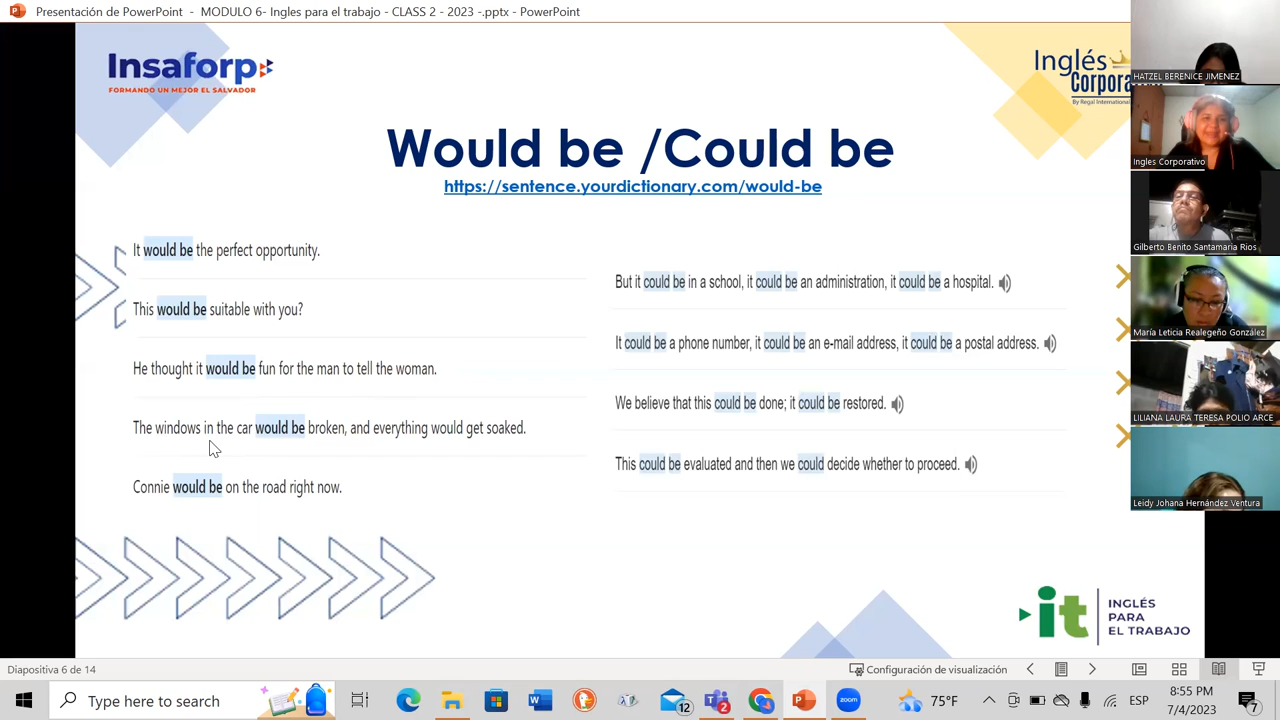 Presentación de PowerPoint - MODULO 6- Ingles para el trabajo - CLASS 2 - 2023 -.pptx - PowerPoint
Insaforp
FORMANDO UN MEJOR EL SALVADOR
Inglés
Corpora
By Regal International
Would be /Could be
https://sentence.yourdictionary.com/would-be
It would be the perfect opportunity.
This would be suitable with you?
He thought it would be fun for the man to tell the woman.
The windows in the car would be broken, and everything would get soaked.
Connie would be on the road right now.
But it could be in a school, it could be an administration, it could be a hospital.
It could be a phone number, it could be an e-mail address, it could be a postal address.
We believe that this could be done; it could be restored.
This could be evaluated and then we could decide whether to proceed.
it
INGLÉS
PARA
EL TRABAJO
HATZEL BERENICE JIMENEZ
Ingles Corporativo
Gilberto Benito Santamaria Rios
María Leticia Realegeño González
LILIANA LAURA TERESA POLIO ARCE
Leidy Johana Hernández Ventura
Diapositiva 6 de 14
Configuración de visualización
Type here to search
12
2
zoom
75°F
ESP
8:55 PM
7/4/2023
7